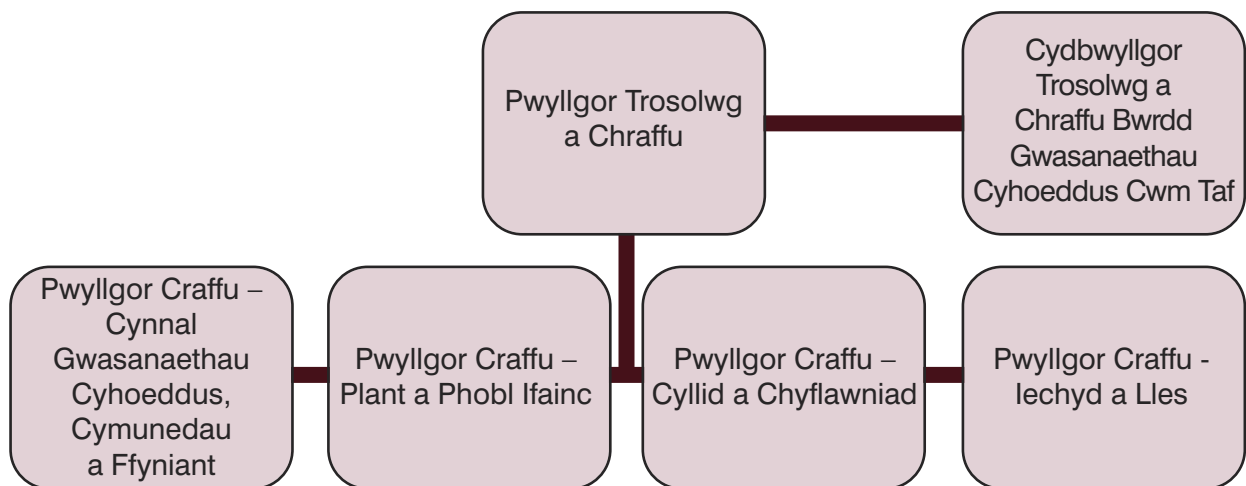 Pwyllgor Trosolwg
a Chraffu
Cydbwyllgor
Trosolwg a
Chraffu Bwrdd
Gwasanaethau
Cyhoeddus Cwm Taf
Pwyllgor Craffu –
Cynnal
Gwasanaethau
Cyhoeddus,
Cymunedau
a Ffyniant
Pwyllgor Craffu –
Plant a Phobl Ifainc
Pwyllgor Craffu –
Cyllid a Chyflawniad
Pwyllgor Craffu -
Iechyd a Lles